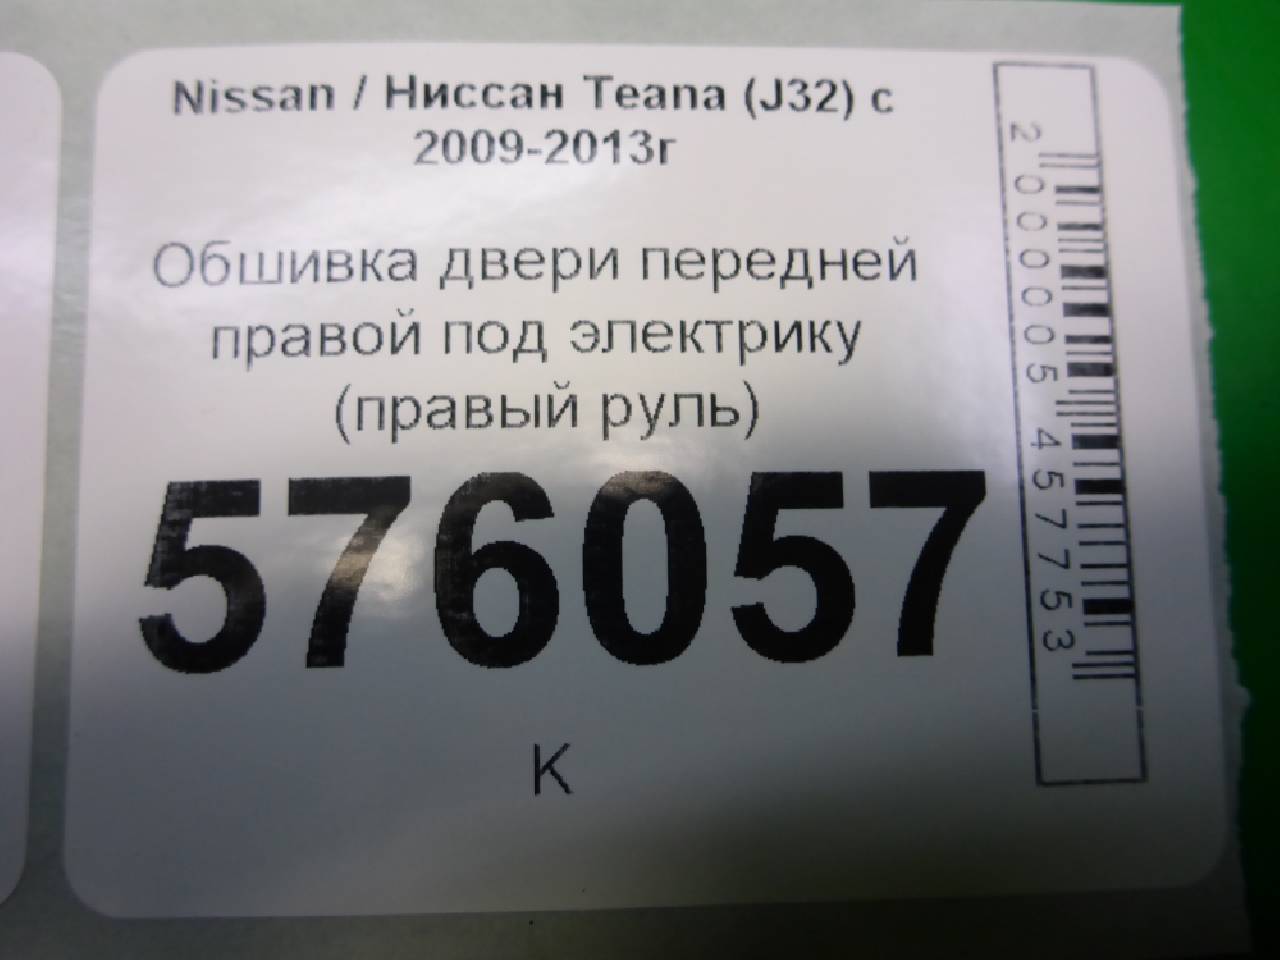 Nissan / Ниссан Teana (J32) с
2009-2013г
Обшивка двери передней
правой под электрику
(правый руль)
576057
К
2000005457753